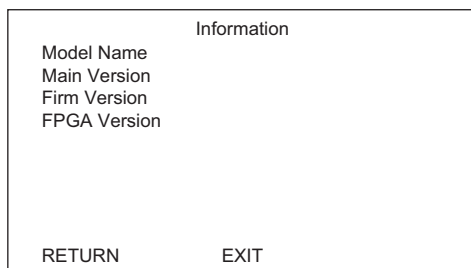 Information
Model Name
Main Version
Firm Version
FPGA Version
RETURN EXIT